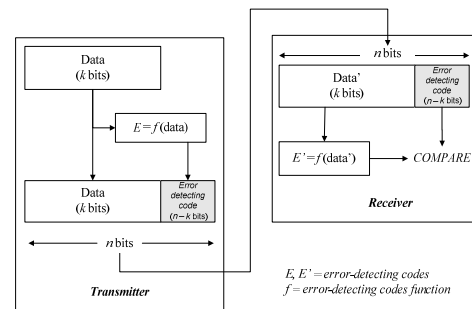 Data
(k bits)
E = f(data)
Data
(k bits)
Error
detecting
code
(n – k bits)
n bits
Transmitter
n bits
Data'
(k bits)
Error
detecting
code
(n – k bits)
E' = f(data')
COMPARE
Receiver
E, E' = error-detecting codes
f = error-detecting codes function